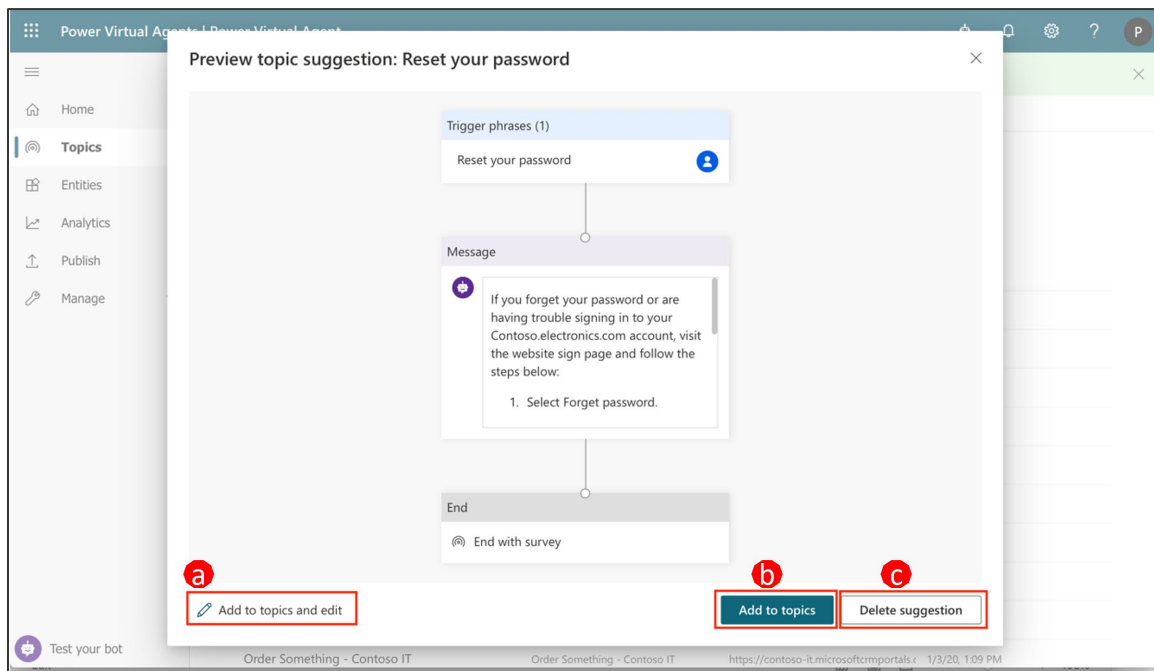 Power Virtual Agents | Power Virtual Agent
P
Preview topic suggestion: Reset your password
Home
Topics
Entities
Analytics
Publish
Manage
Trigger phrases (1)
Reset your password
Message
If you forget your password or are
having trouble signing in to your
Contoso.electronics.com account, visit
the website sign page and follow the
steps below:
1. Select Forget password.
End
End with survey
a
b
c
Add to topics and edit
Add to topics
Delete suggestion
Test your bot
Order Something - Contoso IT
Order Something - Contoso IT
https://contoso-it.microsoftcrmportals.c
1/3/20, 1:09 PM